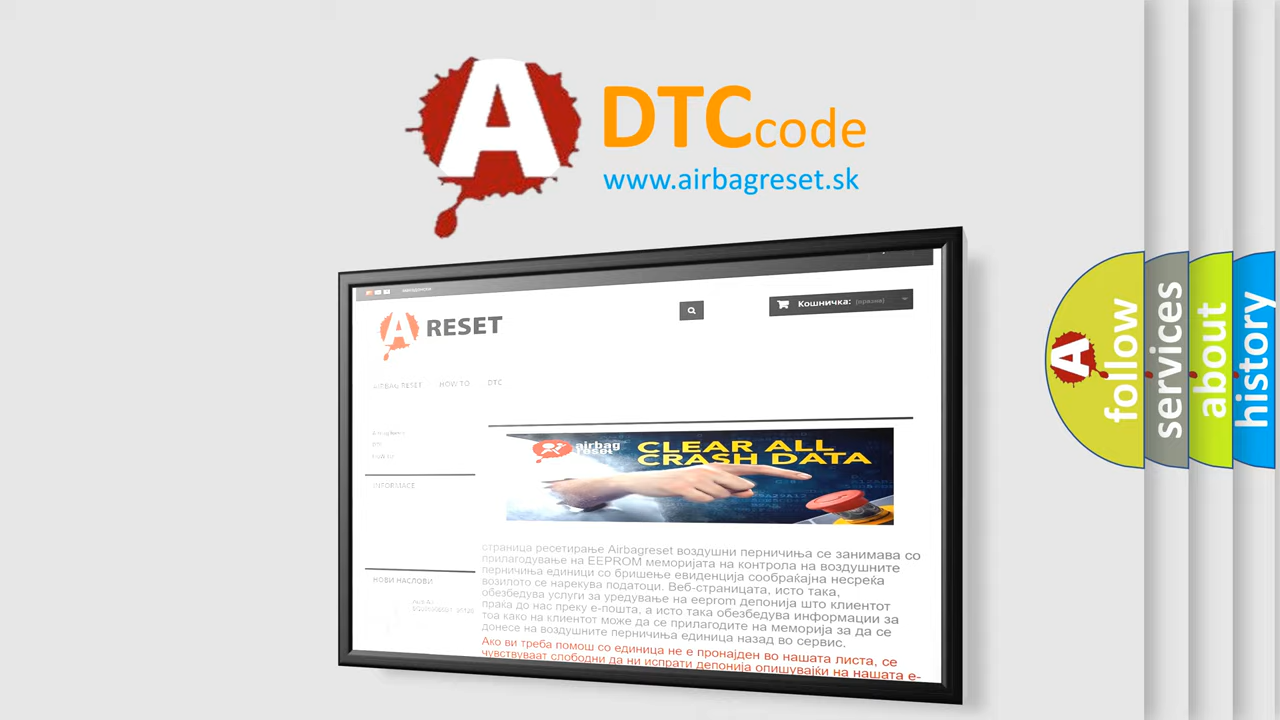 A
DTC code
www.airbagreset.sk
A RESET
Кошничка: (празна)
AIRBAG RESET HOW TO DTC
airbag
reset
CLEAR ALL
CRASH DATA
INFORMACE
страница ресетирање Airbagreset воздушни перничиња се занимава со
прилагодување на EEPROM меморијата на контрола на воздушните
перничиња единици со бришење евиденција сообраќајна несреќа
возилото се нарекува податоци. Веб-страницата, исто така,
обезбедува услуги за уредување на eeprom депонија што клиентот
праќа до нас преку е-пошта, а исто така обезбедува информации за
тоа како на клиентот може да се прилагодите на меморија за да се
донесе на воздушните перничиња единица назад во сервис.
Ако ви треба помош со единица не е пронајден во нашата листа, се
чувствуваат слободни да ни испрати депонија опишувајќи на нашата е-
НОВИ НАСЛОВИ
A
follow
services
about
history